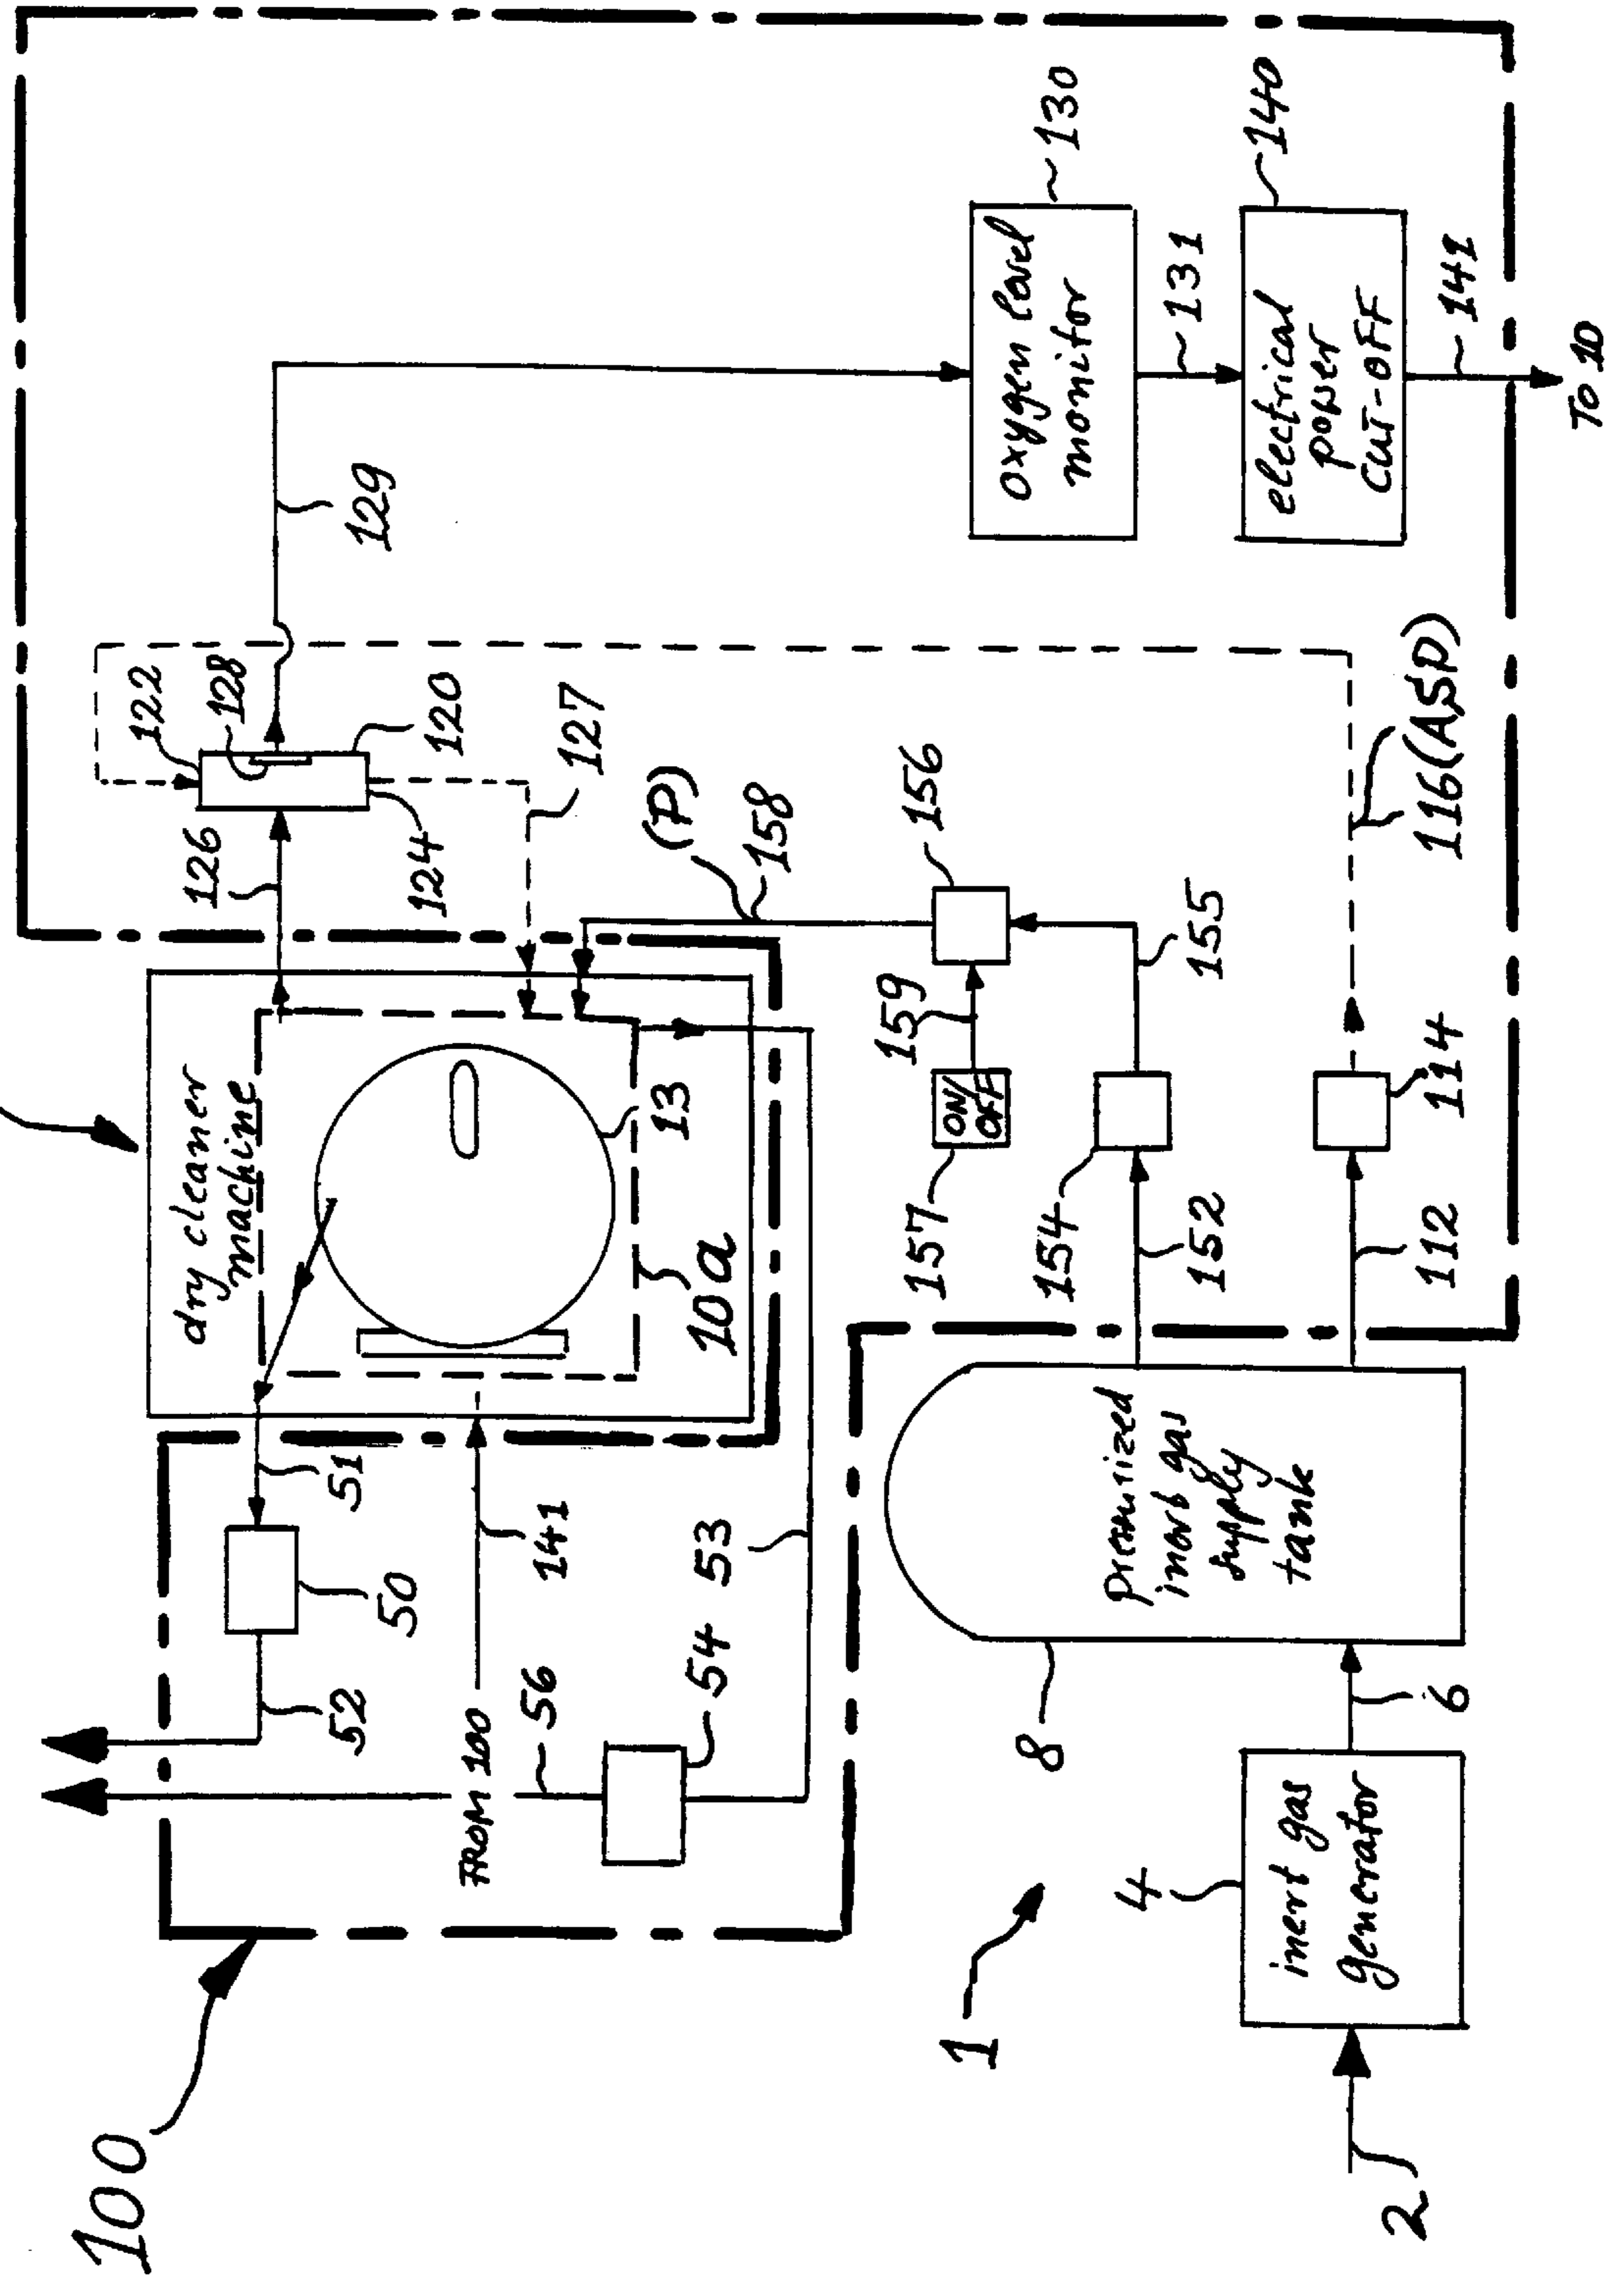 100
52
50
51
FROM 100
56
54
53
141
dry cleaner
machine
10a
13
126
122
128
120
124
127
129
(P)
158
156
159
ON/
OFF
157
155
154
152
114
112
116(ASD)
oxygen level
monitor
130
131
electrical
power
CUT-OFF
140
141
To 10
1
8
Pressurized
inert gas
supply
tank
6
4
inert gas
generator
2